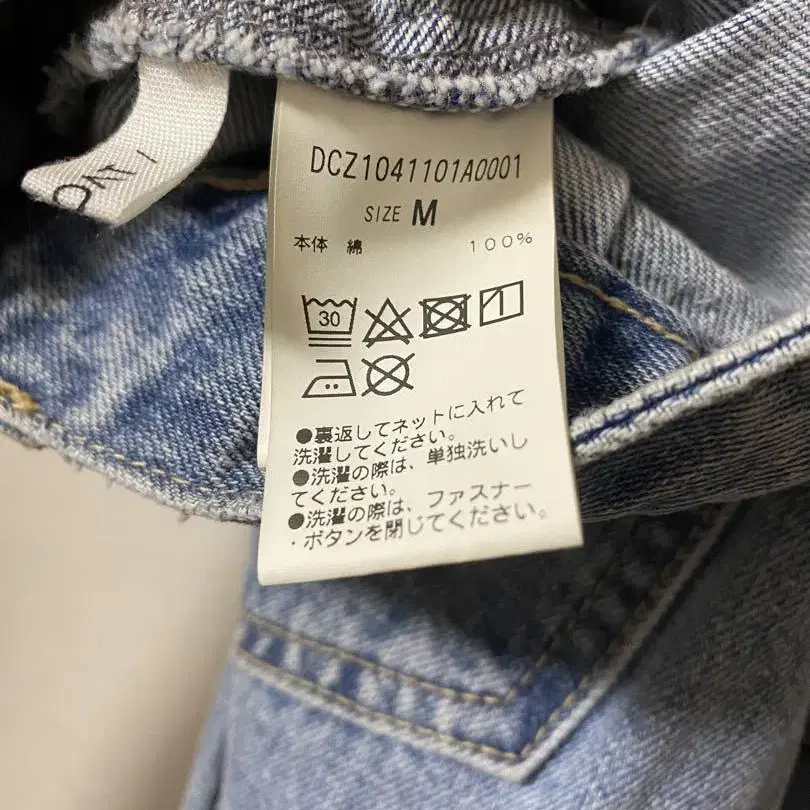 DCZ1041101A0001
SIZE M
本体 綿 100%
30
●裏返してネットに入れて
洗濯してください。
●洗濯の際は、単独洗いし
てください。
●洗濯の際は、ファスナー
・ボタンを閉じてください。